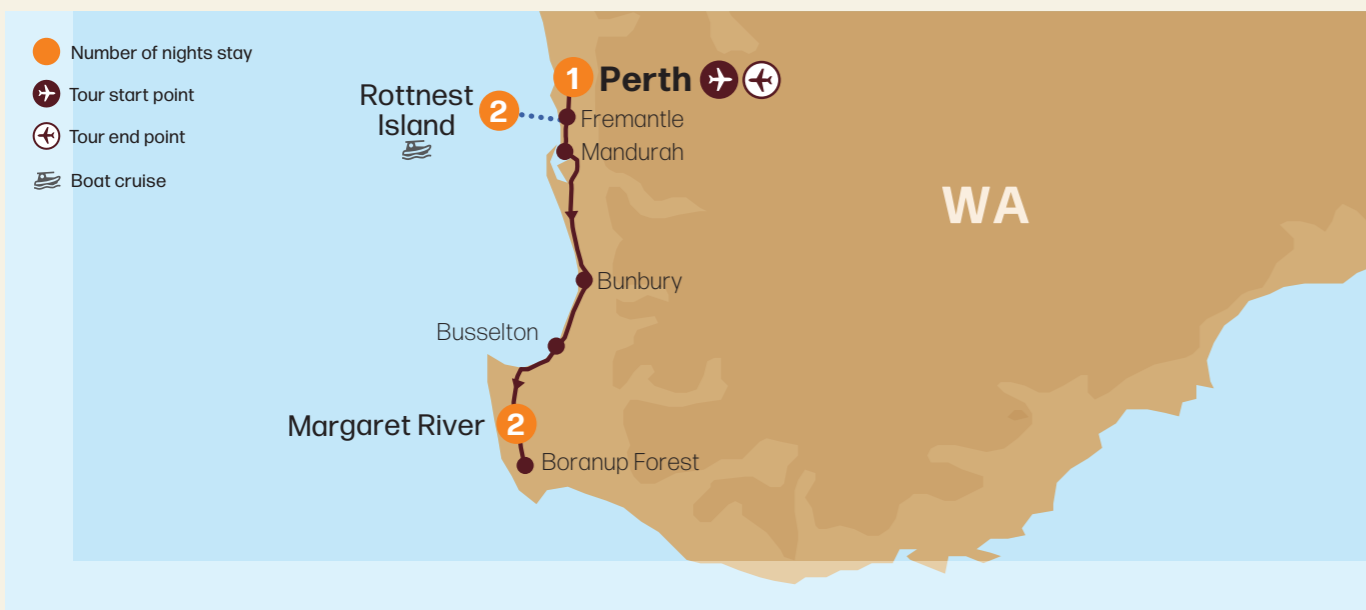 Number of nights stay
Tour start point
Tour end point
Boat cruise
Rottnest
Island
2
1
Perth
Fremantle
Mandurah
WA
Bunbury
Busselton
Margaret River
2
Boranup Forest